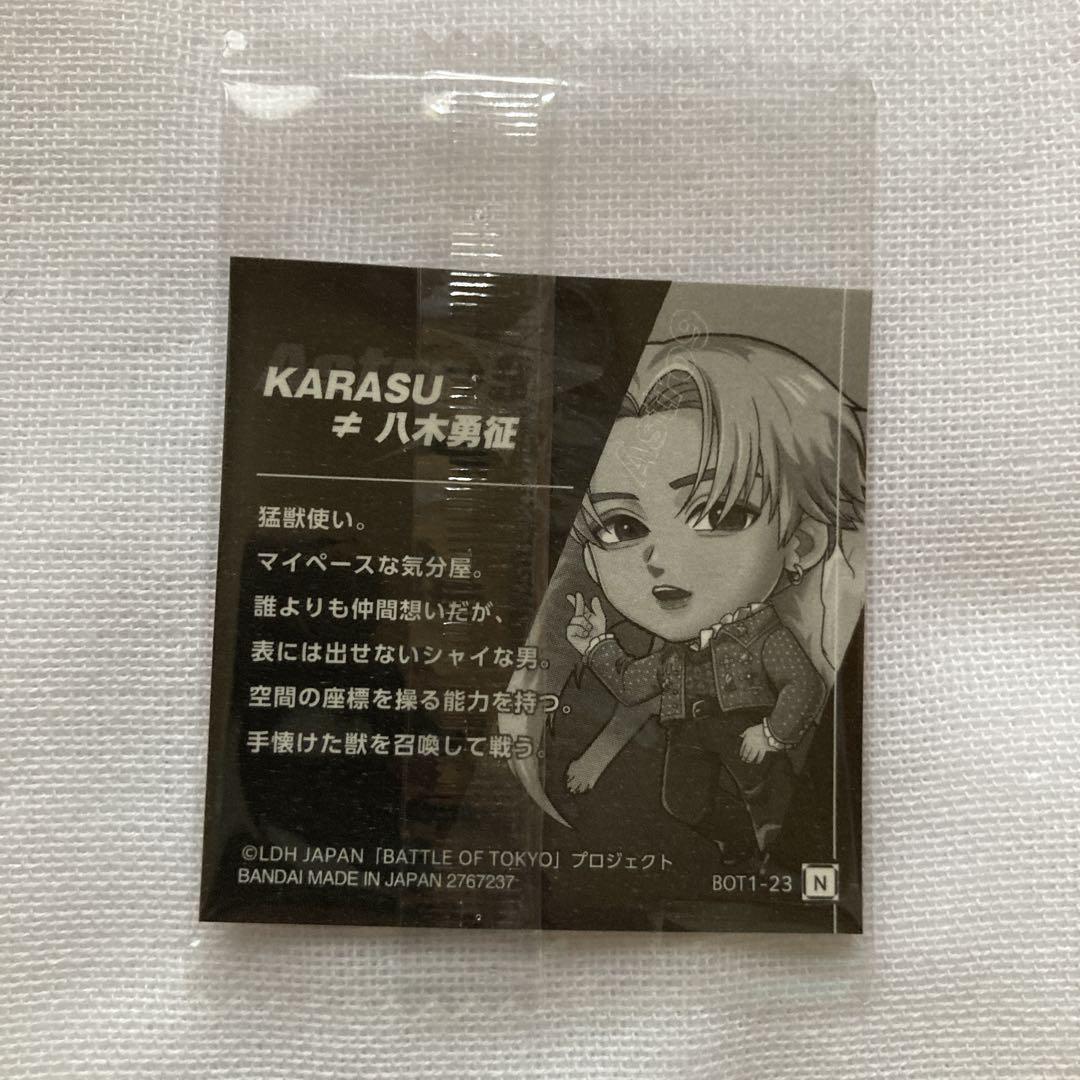 KARASU
≠ 八木勇征
猛獣使い。
マイペースな気分屋。
誰よりも仲間想いだが、
表には出せないシャイな男。
空間の座標を操る能力を持つ。
手懐けた獣を召喚して戦う。
©LDH JAPAN「BATTLE OF TOKYO」プロジェクト
BANDAI MADE IN JAPAN 2767237
BOT1-23 N